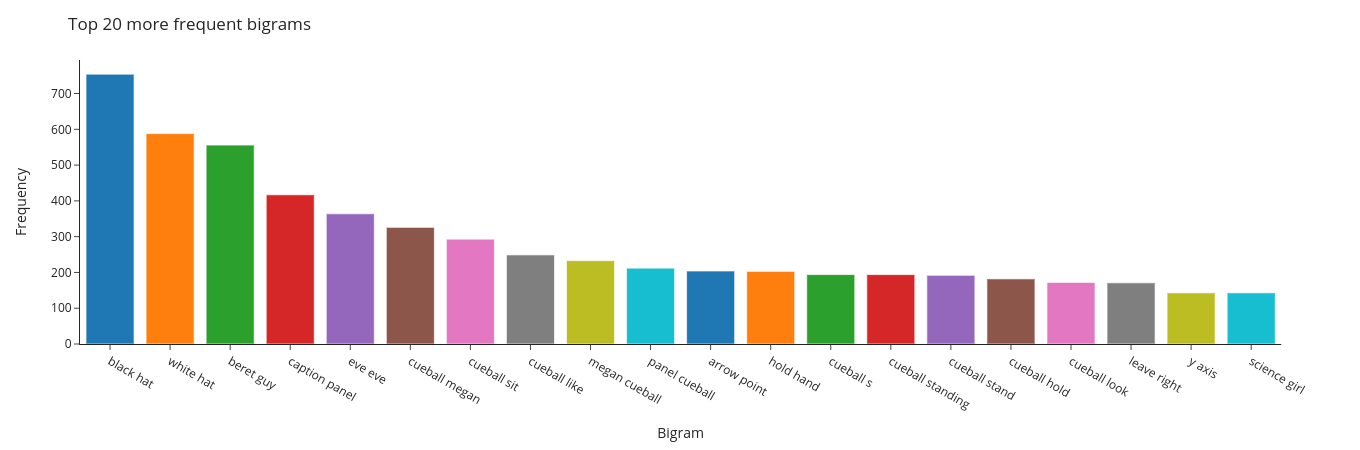 Top 20 more frequent bigrams
Frequency
700
600
500
400
300
200
100
0
black hat
white hat
beret guy
caption panel
eve eve
cueball megan
cueball sit
cueball like
megan cueball
panel cueball
arrow point
hold hand
cueball s
cueball standing
cueball stand
cueball hold
cueball look
leave right
y axis
science girl
Bigram